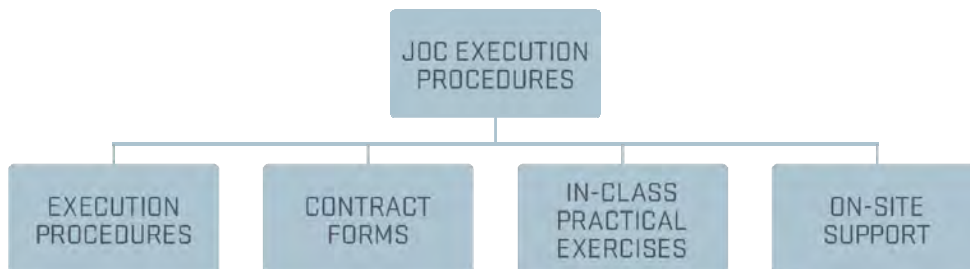 JOC EXECUTION
PROCEDURES
EXECUTION
PROCEDURES
CONTRACT
FORMS
IN-CLASS
PRACTICAL
EXERCISES
ON-SITE
SUPPORT